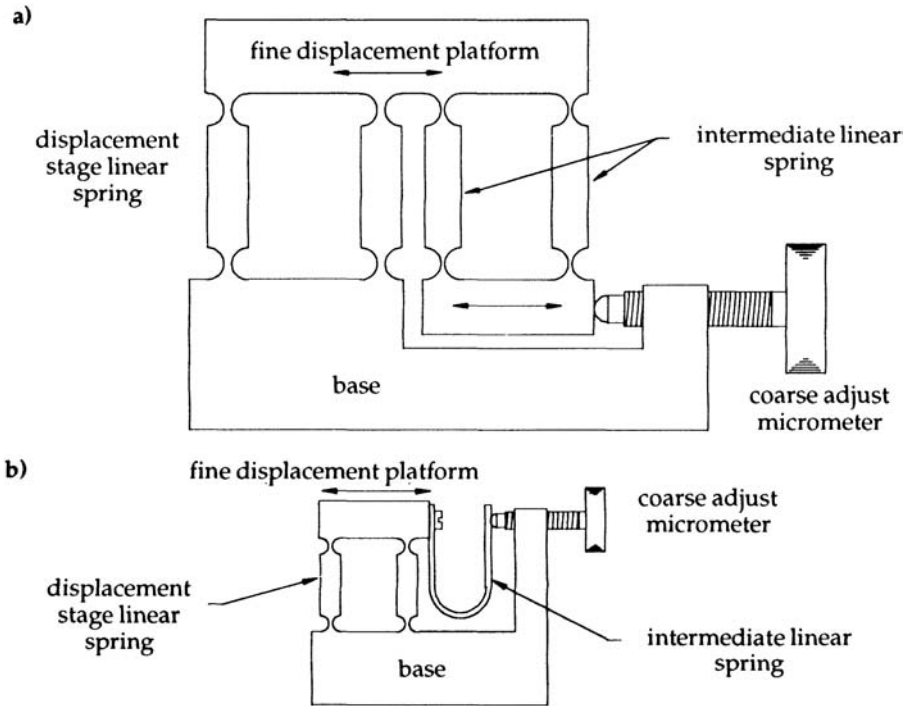 a)
fine displacement platform
displacement
stage linear
spring
intermediate linear
spring
base
coarse adjust
micrometer
b)
fine displacement platform
coarse adjust
micrometer
displacement
stage linear
spring
base
intermediate linear
spring